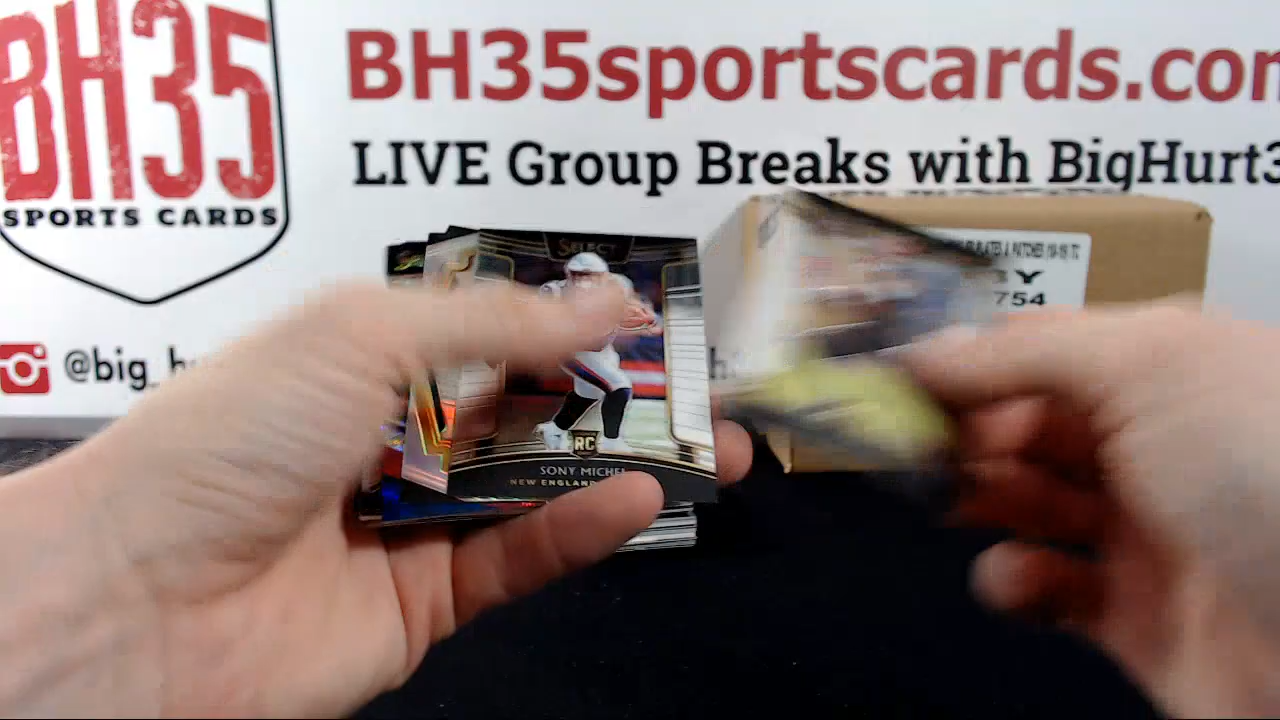 BH35
SPORTS CARDS
BH35sportscards.com
LIVE Group Breaks with BigHurt3
@big_h
SELECT
RC
SONY MICHEL
NEW ENGLAND
754